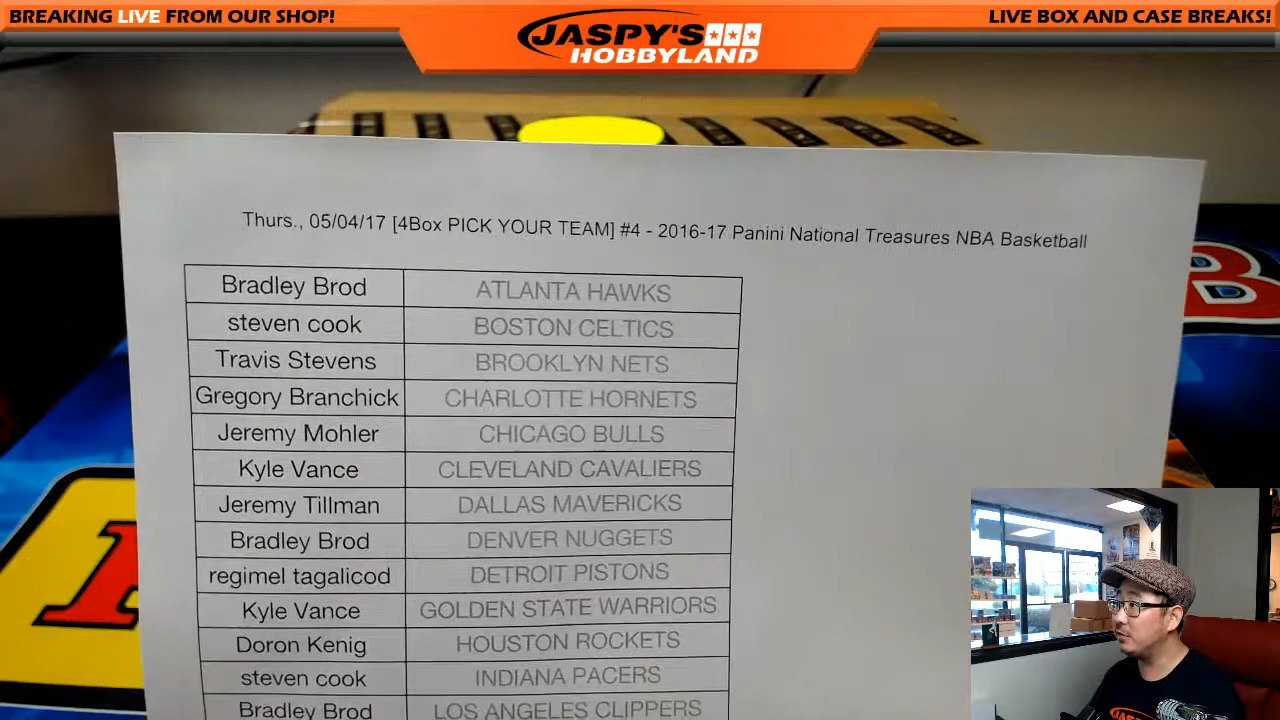 BREAKING LIVE FROM OUR SHOP!
JASPY'S
HOBBYLAND
LIVE BOX AND CASE BREAKS!
Thurs., 05/04/17 [4Box PICK YOUR TEAM] #4 - 2016-17 Panini National Treasures NBA Basketball
Bradley Brod ATLANTA HAWKS
steven cook BOSTON CELTICS
Travis Stevens BROOKLYN NETS
Gregory Branchick CHARLOTTE HORNETS
Jeremy Mohler CHICAGO BULLS
Kyle Vance CLEVELAND CAVALIERS
Jeremy Tillman DALLAS MAVERICKS
Bradley Brod DENVER NUGGETS
regimel tagalicod DETROIT PISTONS
Kyle Vance GOLDEN STATE WARRIORS
Doron Kenig HOUSTON ROCKETS
steven cook INDIANA PACERS
Bradley Brod LOS ANGELES CLIPPERS